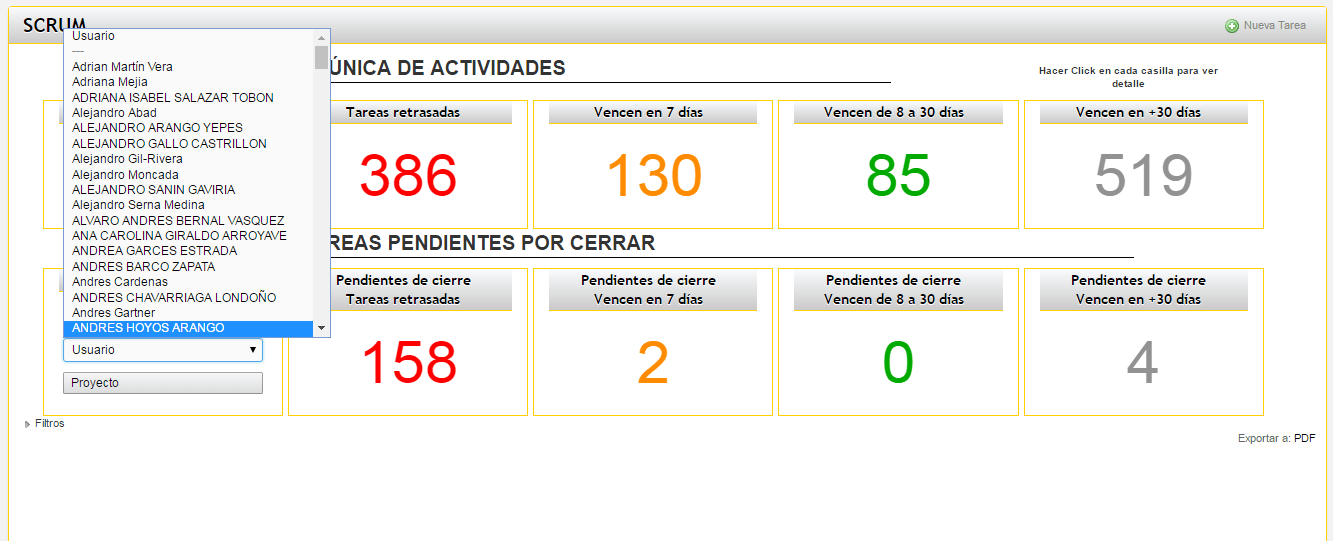 SCRUM
Nueva Tarea
Usuario
---
Adrian Martín Vera
Adriana Mejia
ADRIANA ISABEL SALAZAR TOBON
Alejandro Abad
ALEJANDRO ARANGO YEPES
ALEJANDRO GALLO CASTRILLON
Alejandro Gil-Rivera
Alejandro Moncada
ALEJANDRO SANIN GAVIRIA
Alejandro Serna Medina
ALVARO ANDRES BERNAL VASQUEZ
ANA CAROLINA GIRALDO ARROYAVE
ANDREA GARCES ESTRADA
ANDRES BARCO ZAPATA
Andres Cardenas
ANDRES CHAVARRIAGA LONDOÑO
Andres Gartner
ANDRES HOYOS ARANGO
Usuario
Proyecto
ÚNICA DE ACTIVIDADES
Hacer Click en cada casilla para ver
detalle
Tareas retrasadas
386
Vencen en 7 días
130
Vencen de 8 a 30 días
85
Vencen en +30 días
519
REAS PENDIENTES POR CERRAR
Pendientes de cierre
Tareas retrasadas
158
Pendientes de cierre
Vencen en 7 días
2
Pendientes de cierre
Vencen de 8 a 30 días
0
Pendientes de cierre
Vencen en +30 días
4
Filtros
Exportar a: PDF